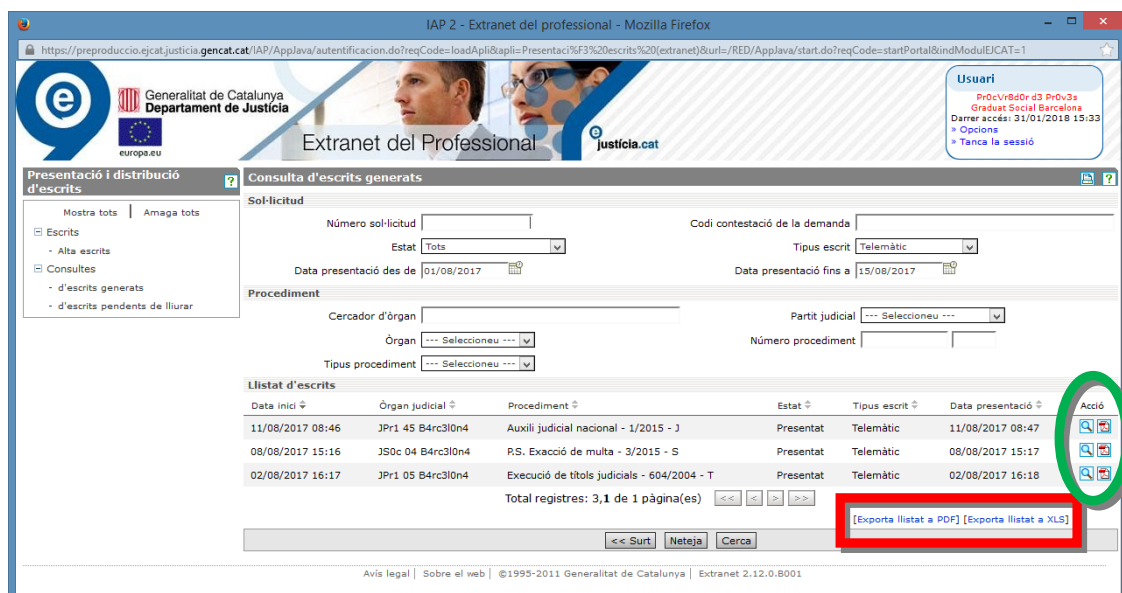 IAP 2 - Extranet del professional - Mozilla Firefox
https://preproduccio.ejcat.justicia.gencat.cat/IAP/AppJava/autentificacion.do?reqCode=loadApli&apli=Presentaci%F3%20escrits%20(extranet)&url=/RED/AppJava/start.do?reqCode=startPortal&indModulEJCAT=1
e
Generalitat de Catalunya
Departament de Justícia
europa.eu
Extranet del Professional
e
justícia.cat
Usuari
Pr0cVr8d0r d3 Pr0v3s
Graduat Social Barcelona
Darrer accés: 31/01/2018 15:33
» Opcions
» Tanca la sessió
Presentació i distribució d'escrits ?
Mostra tots | Amaga tots
Escrits
- Alta escrits
Consultes
- d'escrits generats
- d'escrits pendents de lliurar
Consulta d'escrits generats ?
Sol·licitud
Número sol·licitud Codi contestació de la demanda
Estat Tots Tipus escrit Telemàtic
Data presentació des de 01/08/2017 Data presentació fins a 15/08/2017
Procediment
Cercador d'òrgan Partit judicial --- Seleccioneu ---
Òrgan --- Seleccioneu --- Número procediment
Tipus procediment --- Seleccioneu ---
Llistat d'escrits
Data inici Òrgan judicial Procediment Estat Tipus escrit Data presentació Acció
11/08/2017 08:46 JPr1 45 B4rc3l0n4 Auxili judicial nacional - 1/2015 - J Presentat Telemàtic 11/08/2017 08:47
08/08/2017 15:16 JS0c 04 B4rc3l0n4 P.S. Exacció de multa - 3/2015 - S Presentat Telemàtic 08/08/2017 15:17
02/08/2017 16:17 JPr1 05 B4rc3l0n4 Execució de títols judicials - 604/2004 - T Presentat Telemàtic 02/08/2017 16:18
Total registres: 3,1 de 1 pàgina(es) << < > >>
[Exporta llistat a PDF] [Exporta llistat a XLS]
<< Surt Neteja Cerca
Avís legal | Sobre el web | ©1995-2011 Generalitat de Catalunya | Extranet 2.12.0.B001